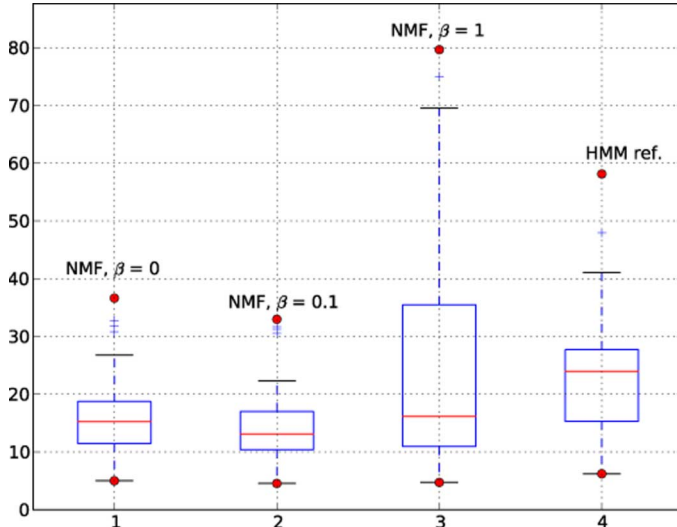 NMF, β = 1
80
70
HMM ref.
60
50
NMF, β = 0
40
NMF, β = 0.1
30
20
10
0
1 2 3 4